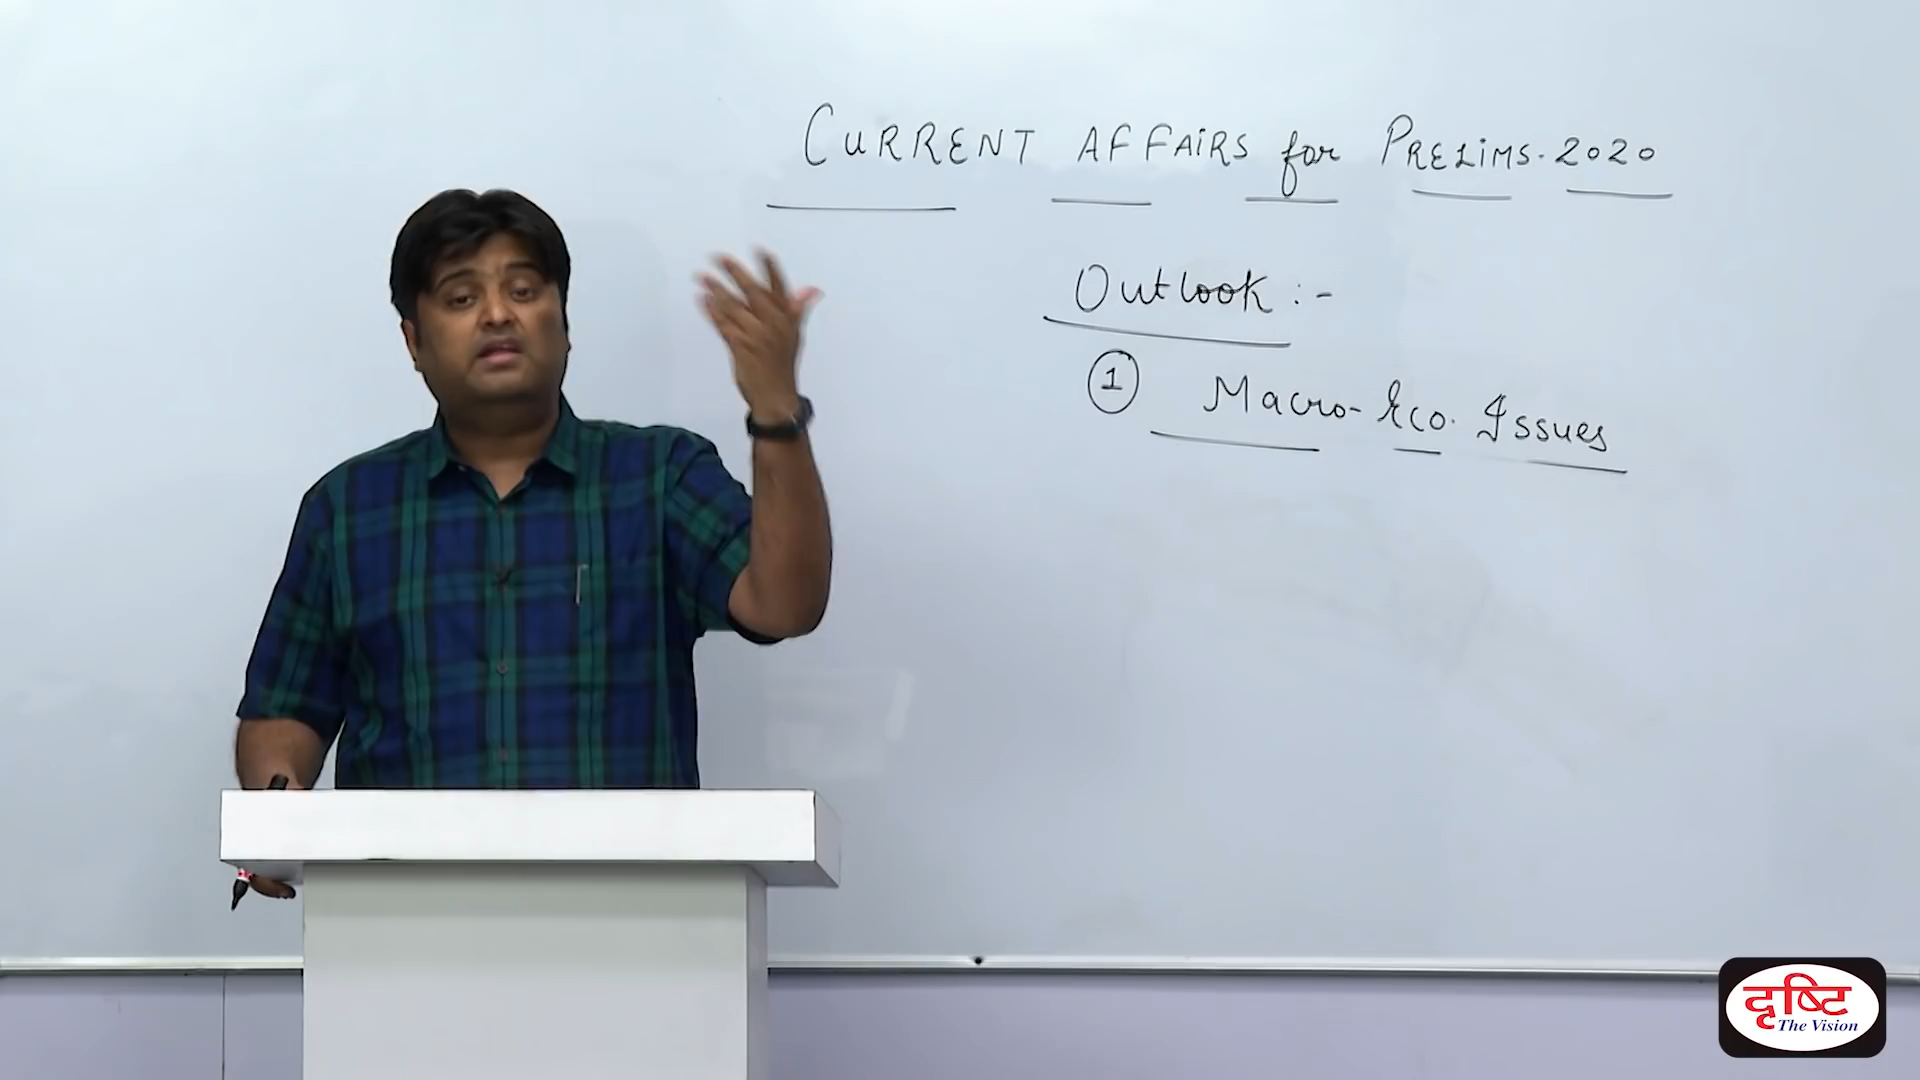 CURRENT AFFAIRS for PRELIMS. 2020
Outlook :-
① Macro-Eco. Issues
दृष्टि
The Vision